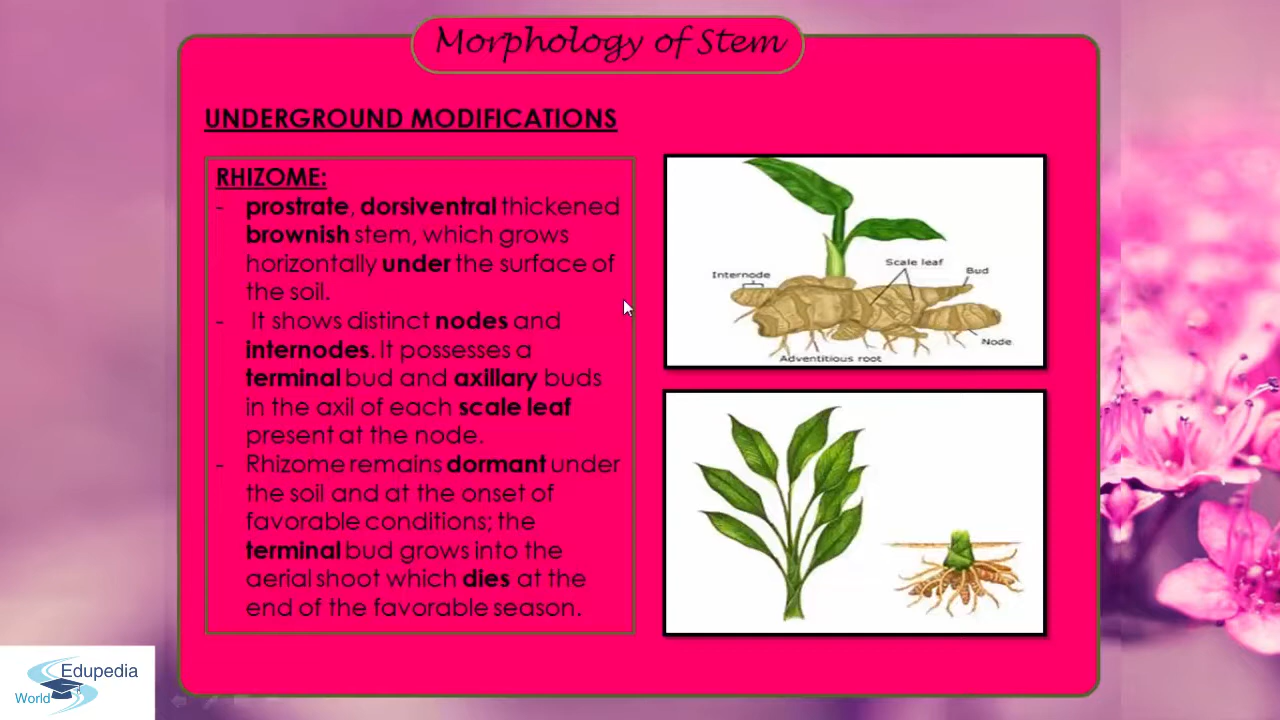 Morphology of Stem
UNDERGROUND MODIFICATIONS
RHIZOME:
- prostrate, dorsiventral thickened
brownish stem, which grows
horizontally under the surface of
the soil.
- It shows distinct nodes and
internodes. It possesses a
terminal bud and axillary buds
in the axil of each scale leaf
present at the node.
- Rhizome remains dormant under
the soil and at the onset of
favorable conditions; the
terminal bud grows into the
aerial shoot which dies at the
end of the favorable season.
Scale leaf
Internode
Bud
Node
Adventitious root
Edupedia
World